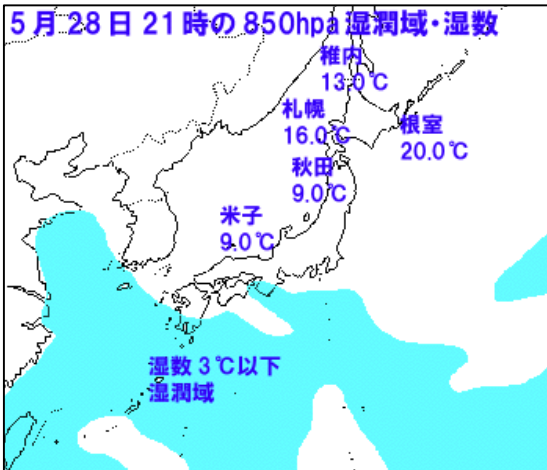 5月28日21時の850hpa湿潤域・湿数
稚内
13.0℃
札幌
16.0℃
根室
20.0℃
秋田
9.0℃
米子
9.0℃
湿数3℃以下
湿潤域